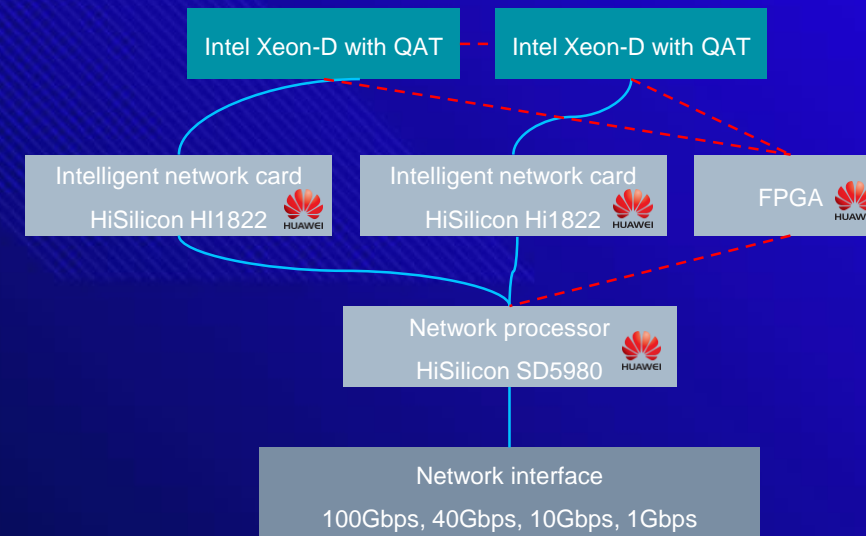 Intel Xeon-D with QAT
Intel Xeon-D with QAT
Intelligent network card
HiSilicon HI1822
HUAWEI
Intelligent network card
HiSilicon Hi1822
HUAWEI
FPGA
HUAWEI
Network processor
HiSilicon SD5980
HUAWEI
Network interface
100Gbps, 40Gbps, 10Gbps, 1Gbps